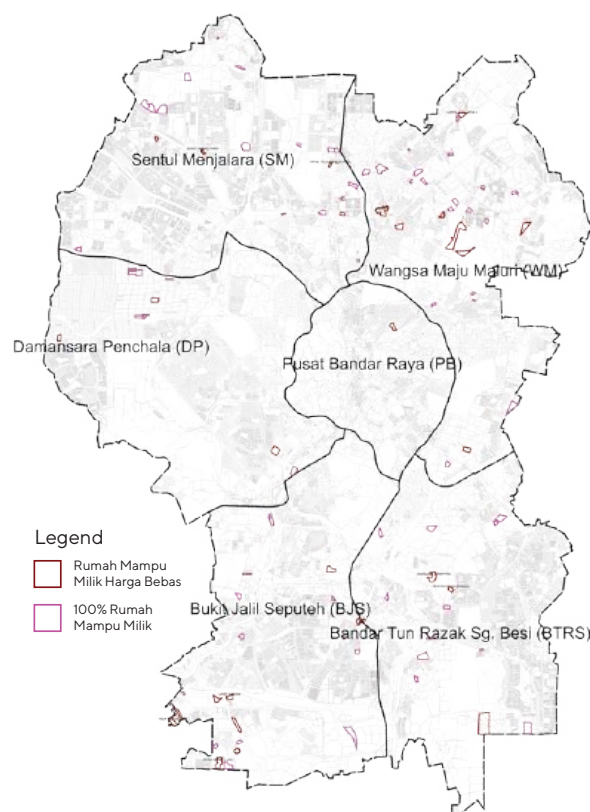 Sentul Menjalara (SM)
Wangsa Maju Maluri (WM)
Damansara Penchala (DP)
Pusat Bandar Raya (PB)
Legend
Rumah Mampu
Milik Harga Bebas
100% Rumah
Mampu Milik
Bukit Jalil Seputeh (BJS)
Bandar Tun Razak Sg. Besi (BTRS)